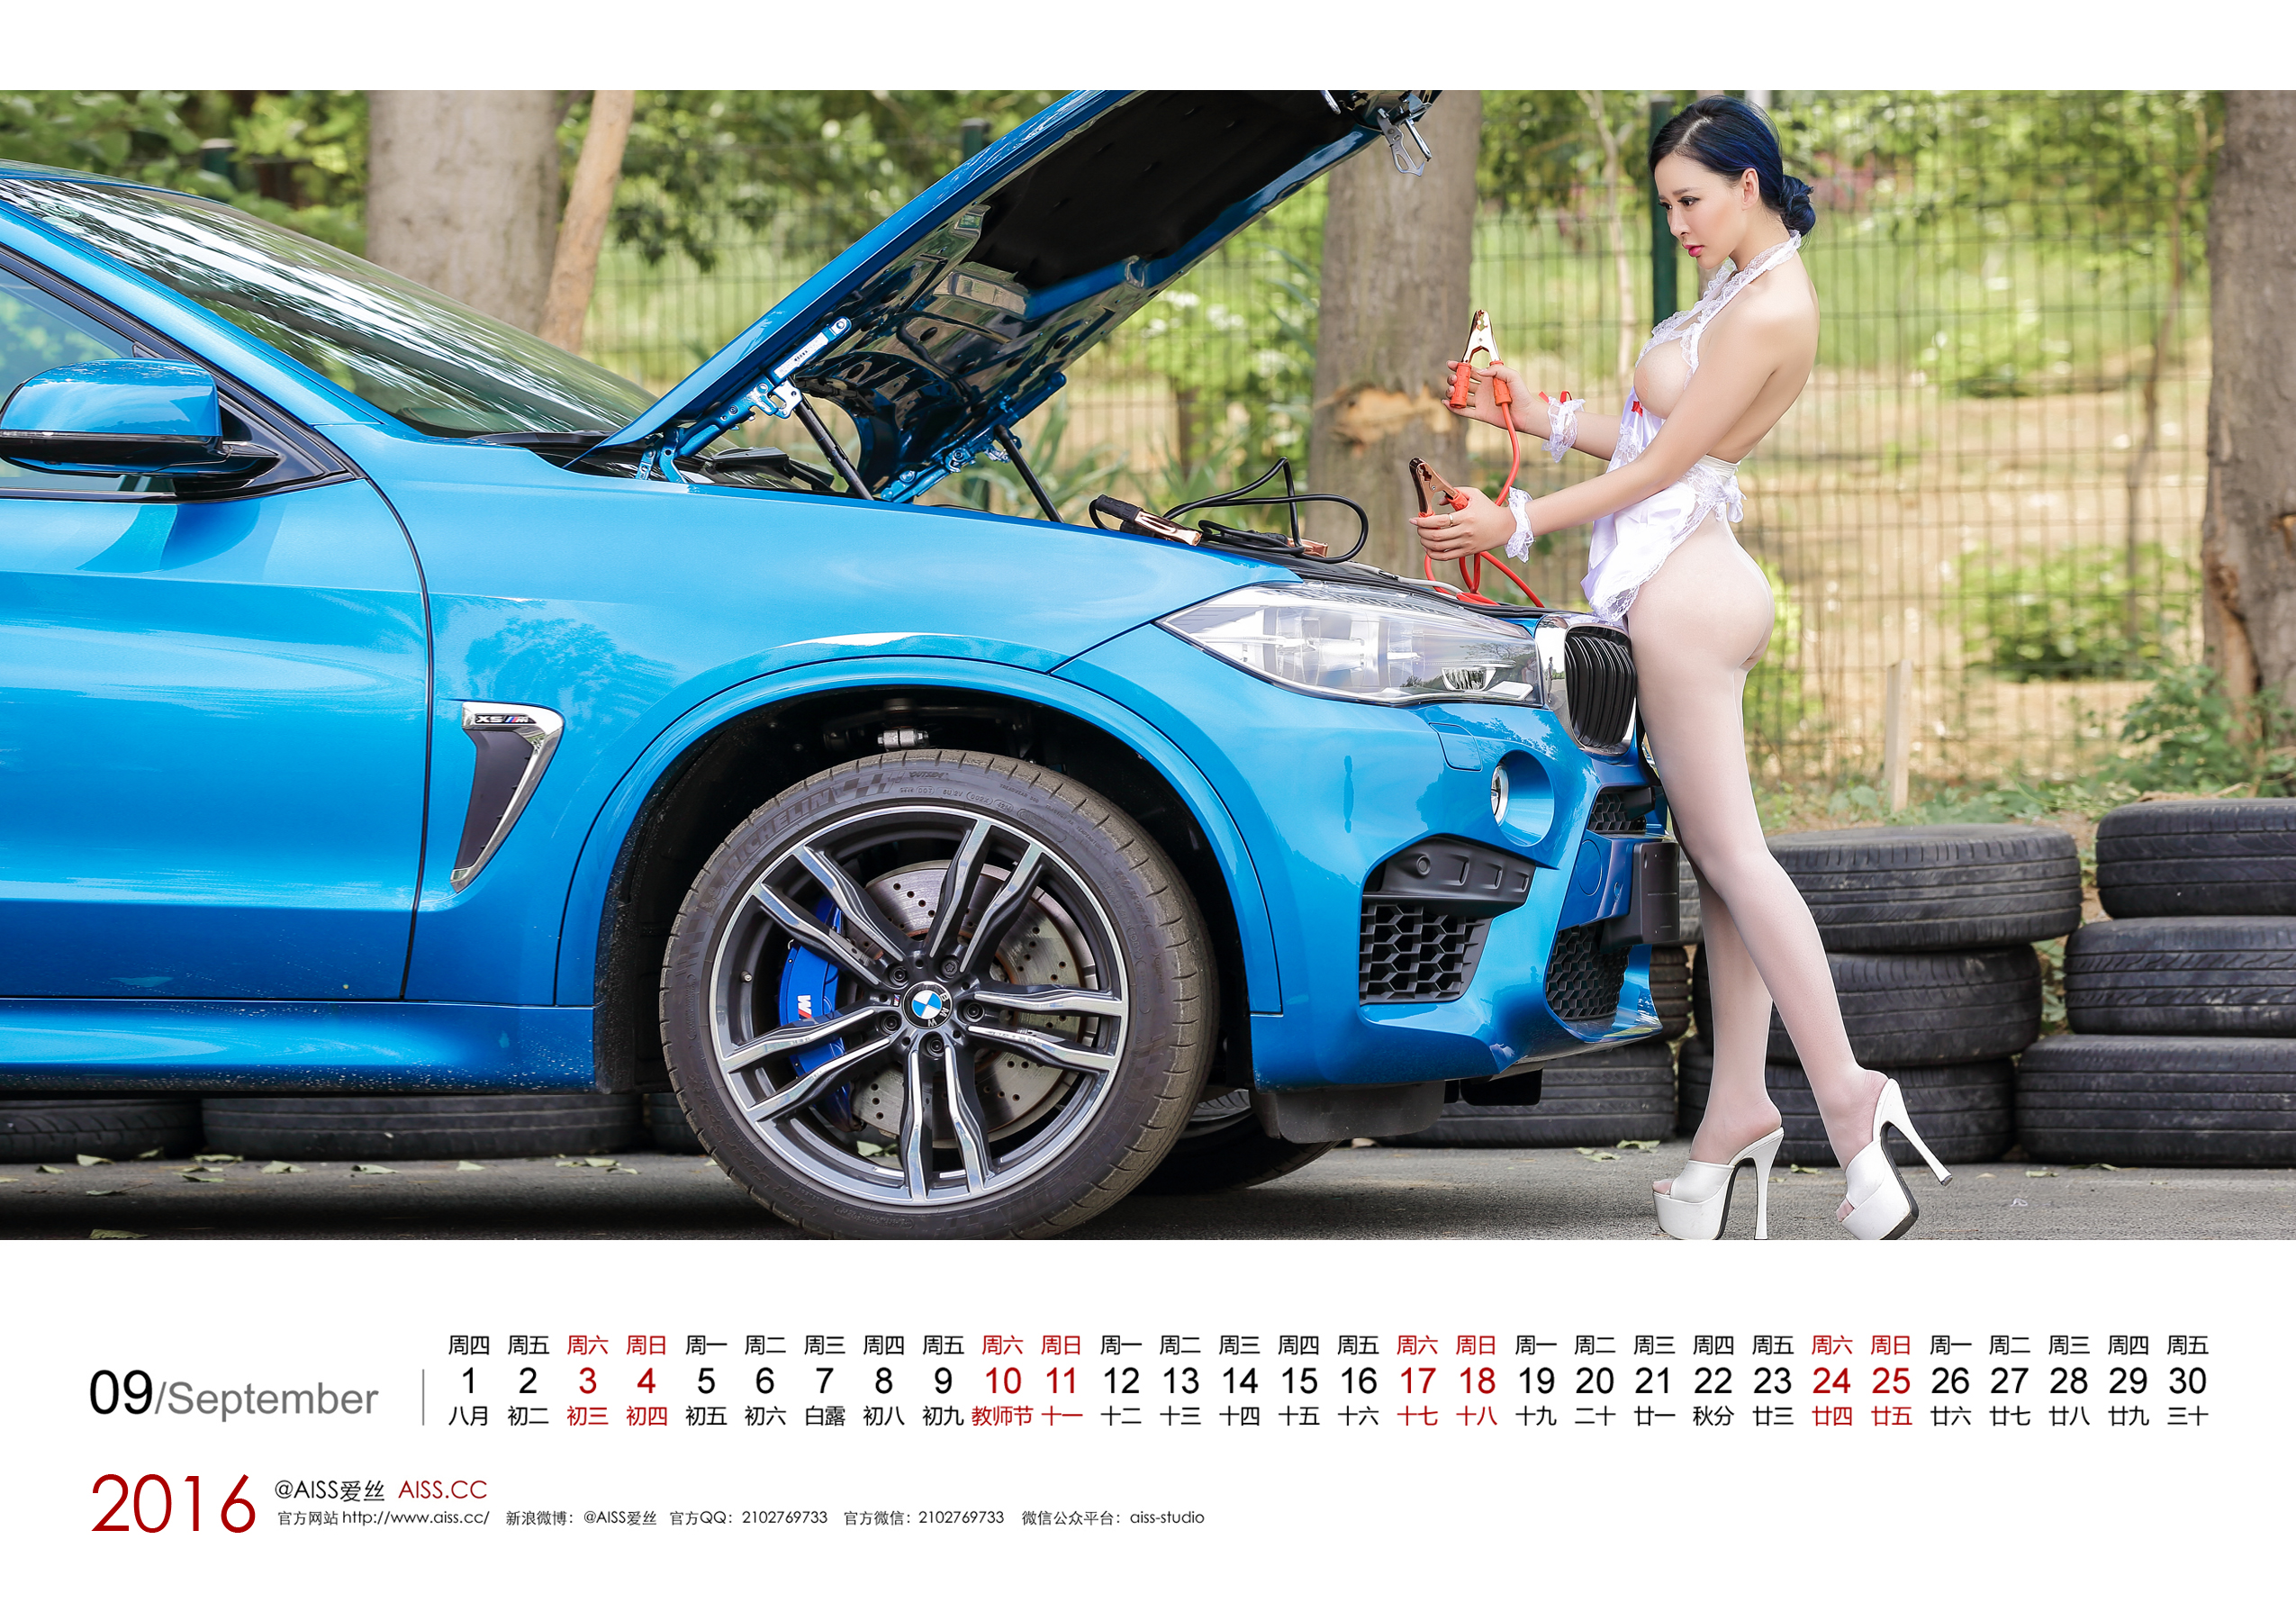 X5 M
MICHELIN
M
BMW
周四 周五 周六 周日 周一 周二 周三 周四 周五 周六 周日 周一 周二 周三 周四 周五 周六 周日 周一 周二 周三 周四 周五 周六 周日 周一 周二 周三 周四 周五
09/September 1 2 3 4 5 6 7 8 9 10 11 12 13 14 15 16 17 18 19 20 21 22 23 24 25 26 27 28 29 30
八月 初二 初三 初四 初五 初六 白露 初八 初九 教师节 十一 十二 十三 十四 十五 十六 十七 十八 十九 二十 廿一 秋分 廿三 廿四 廿五 廿六 廿七 廿八 廿九 三十
2016 @AISS爱丝 AISS.CC
官方网站 http://www.aiss.cc/ 新浪微博：@AISS爱丝 官方QQ：2102769733 官方微信：2102769733 微信公众平台：aiss-studio